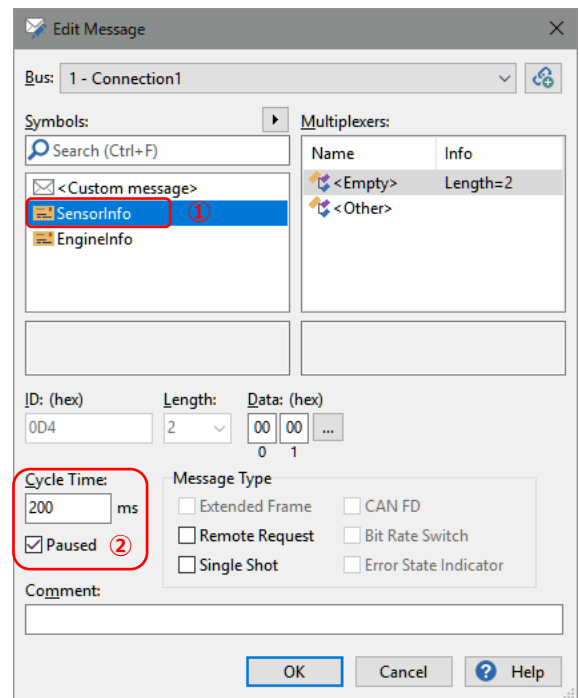 Edit Message
Bus: 1 - Connection1
Symbols: Multiplexers:
Search (Ctrl+F) Name Info
<Custom message> <Empty> Length=2
SensorInfo ① <Other>
EngineInfo
ID: (hex) Length: Data: (hex)
0D4 2 00 00 ...
0 1
Cycle Time: Message Type
200 ms Extended Frame CAN FD
Paused ② Remote Request Bit Rate Switch
Single Shot Error State Indicator
Comment:
OK Cancel ? Help